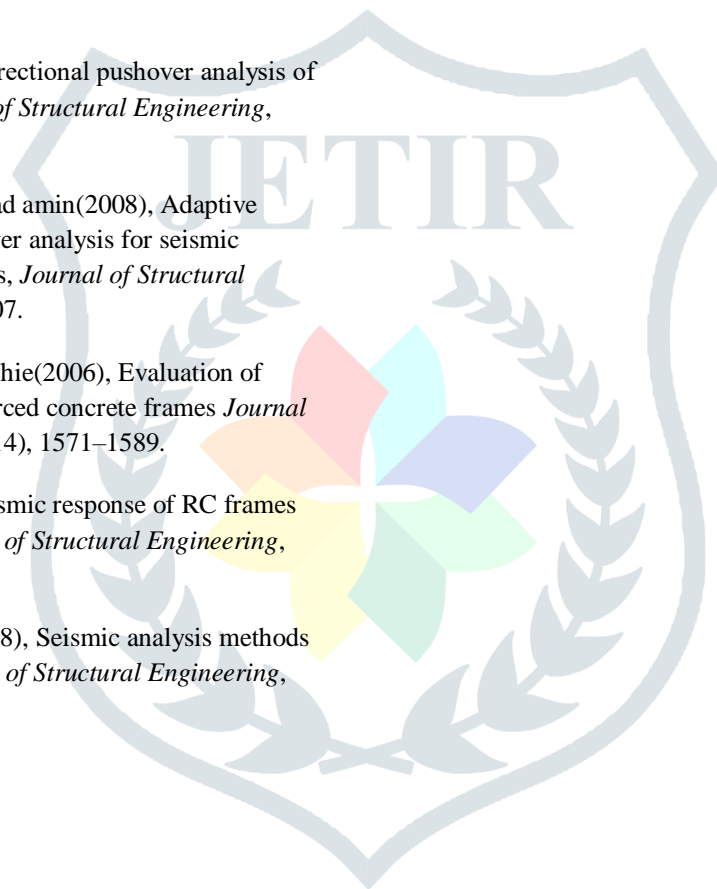 rectional pushover analysis of
of Structural Engineering,
JETIR
ad amin(2008), Adaptive
er analysis for seismic
s, Journal of Structural
07.
hie(2006), Evaluation of
rced concrete frames Journal
14), 1571–1589.
smic response of RC frames
of Structural Engineering,
8), Seismic analysis methods
of Structural Engineering,